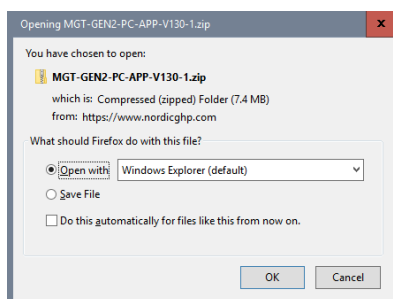 Opening MGT-GEN2-PC-APP-V130-1.zip
x
You have chosen to open:
MGT-GEN2-PC-APP-V130-1.zip
which is: Compressed (zipped) Folder (7.4 MB)
from: https://www.nordicghp.com
What should Firefox do with this file?
Open with Windows Explorer (default)
Save File
Do this automatically for files like this from now on.
OK Cancel